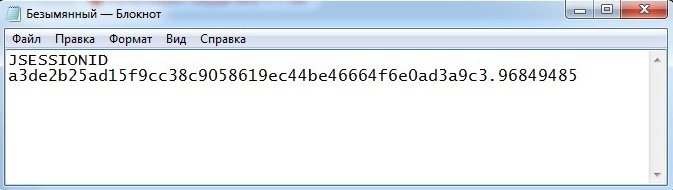 Безымянный — Блокнот
Файл Правка Формат Вид Справка
JSESSIONID
a3de2b25ad15f9cc38c9058619ec44be46664f6e0ad3a9c3.96849485